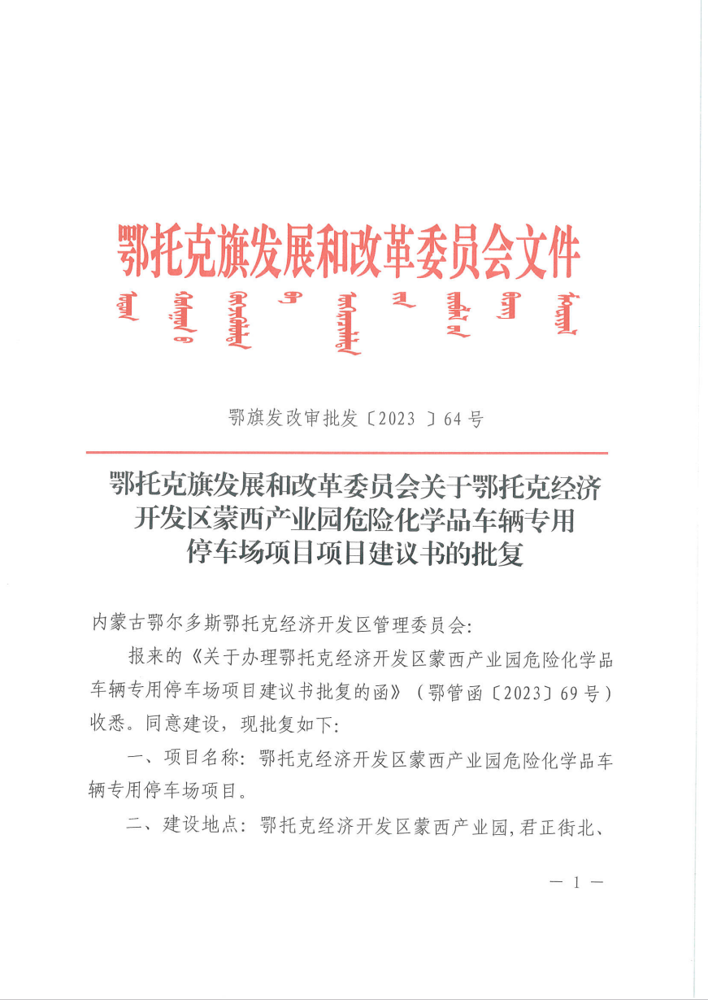 鄂托克旗发展和改革委员会文件
鄂旗发改审批发〔2023 〕64 号
鄂托克旗发展和改革委员会关于鄂托克经济
开发区蒙西产业园危险化学品车辆专用
停车场项目项目建议书的批复
内蒙古鄂尔多斯鄂托克经济开发区管理委员会:
报来的《关于办理鄂托克经济开发区蒙西产业园危险化学品
车辆专用停车场项目建议书批复的函》（鄂管函〔2023〕69 号）
收悉。同意建设，现批复如下:
一、项目名称: 鄂托克经济开发区蒙西产业园危险化学品车
辆专用停车场项目。
二、建设地点: 鄂托克经济开发区蒙西产业园,君正街北、
— 1 —